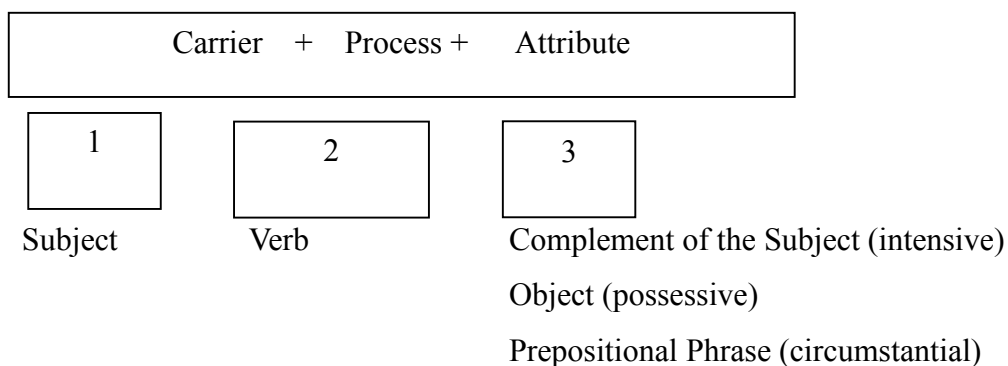 Carrier + Process + Attribute
1 2 3
Subject Verb Complement of the Subject (intensive)
Object (possessive)
Prepositional Phrase (circumstantial)